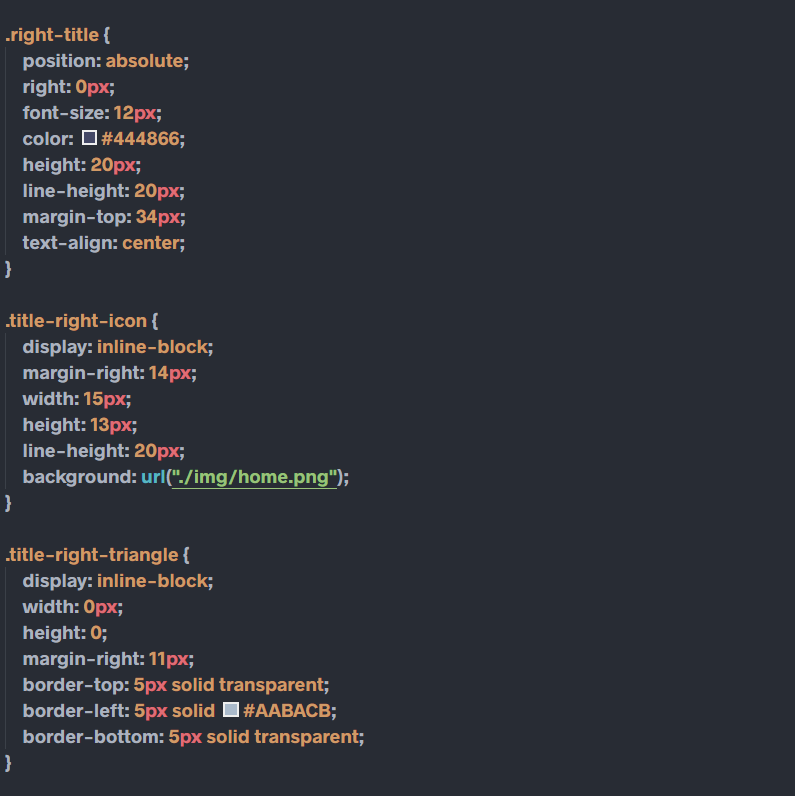 .right-title {
position: absolute;
right: 0px;
font-size: 12px;
color: #444866;
height: 20px;
line-height: 20px;
margin-top: 34px;
text-align: center;
}
.title-right-icon {
display: inline-block;
margin-right: 14px;
width: 15px;
height: 13px;
line-height: 20px;
background: url("./img/home.png");
}
.title-right-triangle {
display: inline-block;
width: 0px;
height: 0;
margin-right: 11px;
border-top: 5px solid transparent;
border-left: 5px solid #AABACB;
border-bottom: 5px solid transparent;
}